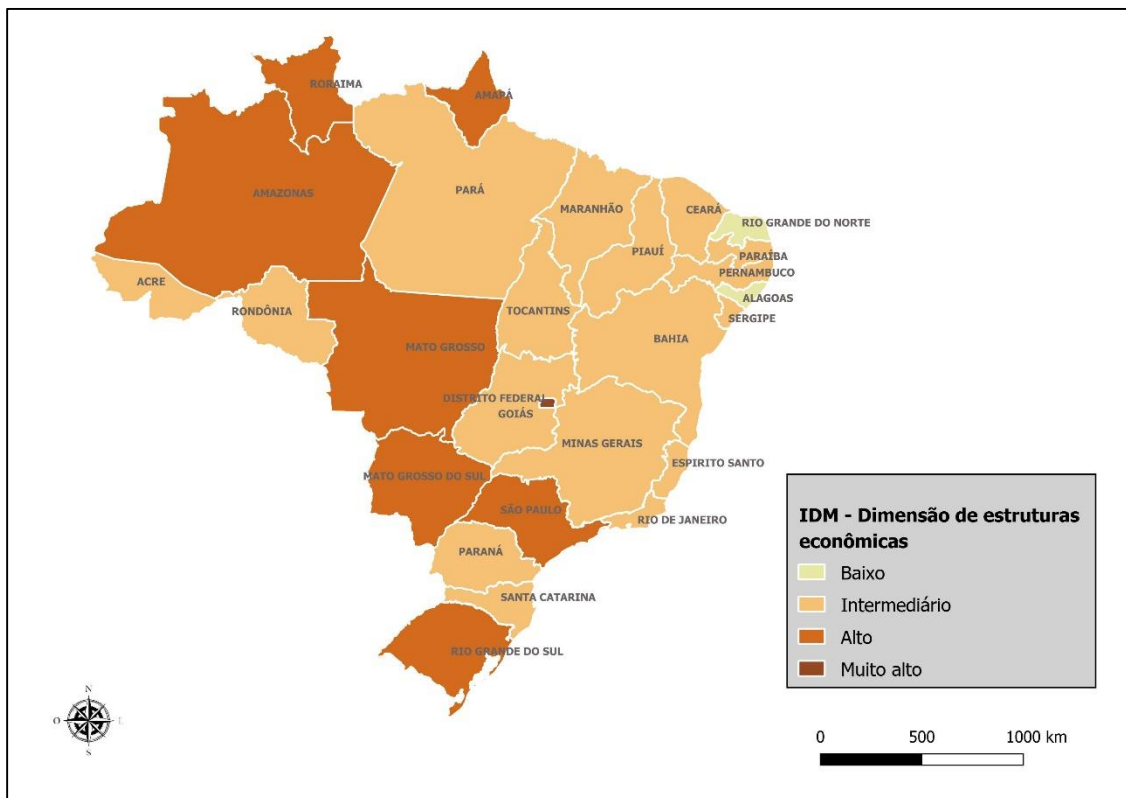 RORAIMA
AMAPÁ
AMAZONAS
PARÁ
MARANHÃO
CEARÁ
RIO GRANDE DO NORTE
PIAUÍ
PARAÍBA
PERNAMBUCO
ACRE
ALAGOAS
RONDÔNIA
TOCANTINS
SERGIPE
BAHIA
MATO GROSSO
DISTRITO FEDERAL
GOIÁS
MINAS GERAIS
ESPIRITO SANTO
MATO GROSSO DO SUL
SÃO PAULO
RIO DE JANEIRO
PARANÁ
SANTA CATARINA
RIO GRANDE DO SUL
IDM - Dimensão de estruturas
econômicas
Baixo
Intermediário
Alto
Muito alto
N
O
L
S
0 500 1000 km